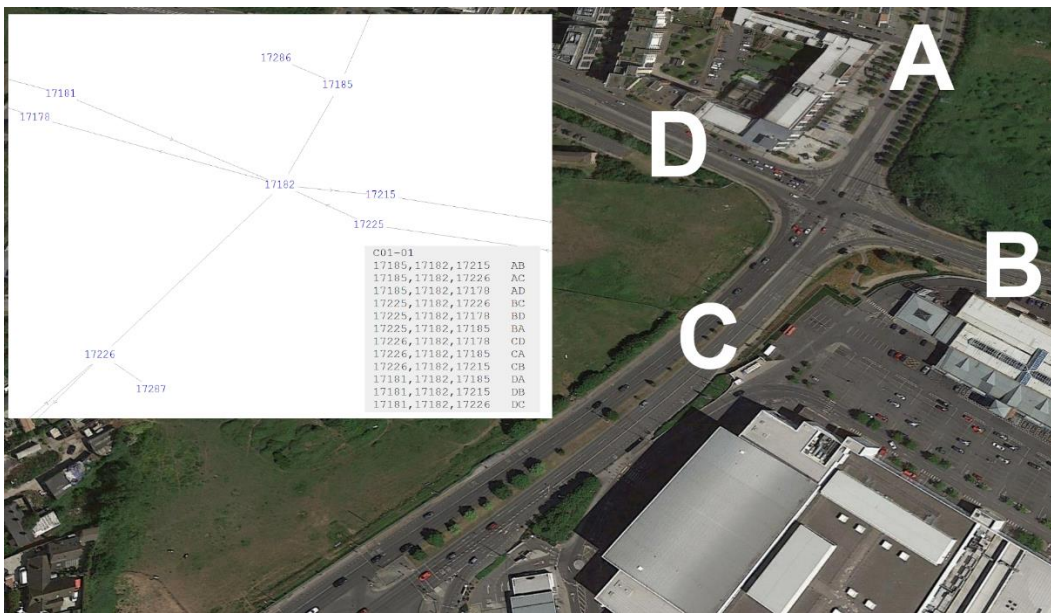 A
17286
17185
17181
17178
D
17182
17215
17225
B
C01-01
17185,17182,17215 AB
17185,17182,17226 AC
17185,17182,17178 AD
17225,17182,17226 BC
17225,17182,17178 BD
17225,17182,17185 BA
17226,17182,17178 CD
17226,17182,17185 CA
17226,17182,17215 CB
17181,17182,17185 DA
17181,17182,17215 DB
17181,17182,17226 DC
C
17226
17287